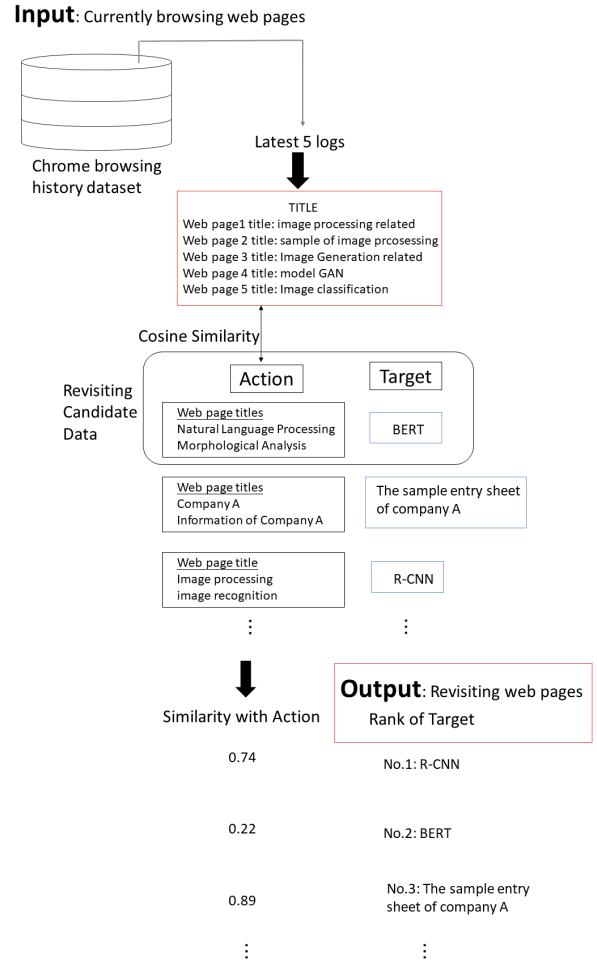 Input: Currently browsing web pages
Latest 5 logs
Chrome browsing
history dataset
TITLE
Web page1 title: image processing related
Web page 2 title: sample of image prcosessing
Web page 3 title: Image Generation related
Web page 4 title: model GAN
Web page 5 title: Image classification
Cosine Similarity
Revisiting
Candidate
Data
Action
Target
Web page titles
Natural Language Processing
Morphological Analysis
BERT
Web page titles
Company A
Information of Company A
The sample entry sheet
of company A
Web page title
Image processing
image recognition
R-CNN
⋮
⋮
Output: Revisiting web pages
Rank of Target
Similarity with Action
0.74
No.1: R-CNN
0.22
No.2: BERT
0.89
No.3: The sample entry
sheet of company A
⋮
⋮